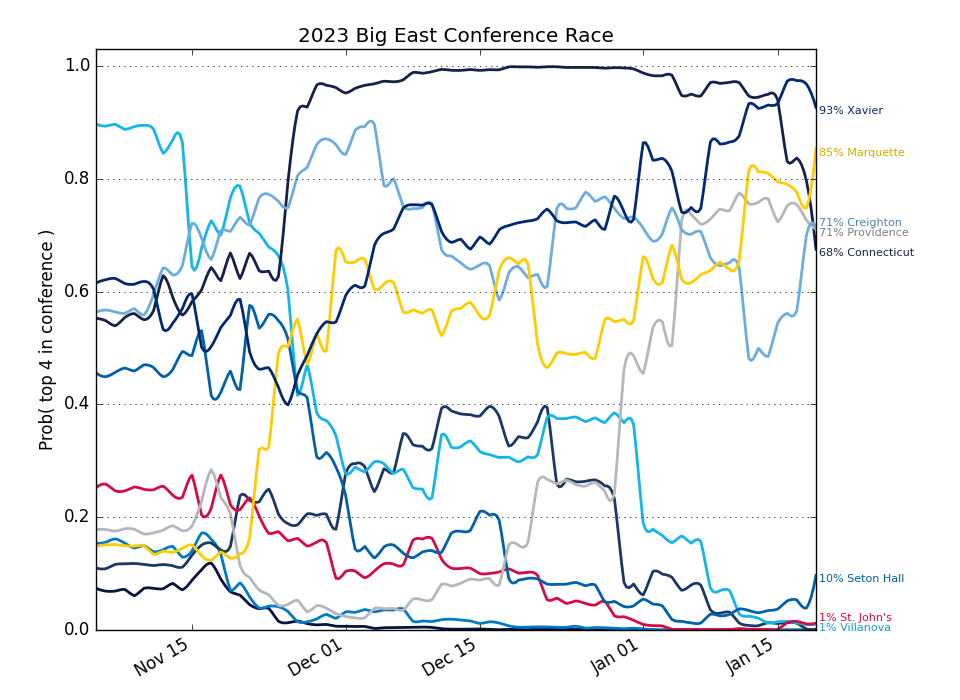 2023 Big East Conference Race
Prob( top 4 in conference )
1.0
0.8
0.6
0.4
0.2
0.0
Nov 15
Dec 01
Dec 15
Jan 01
Jan 15
93% Xavier
85% Marquette
71% Creighton
71% Providence
68% Connecticut
10% Seton Hall
1% St. John's
1% Villanova